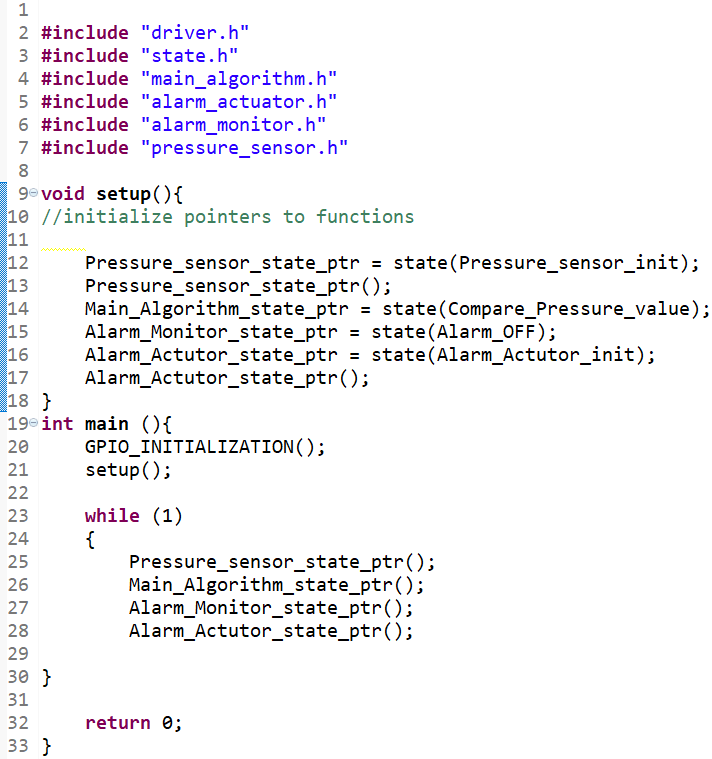 1
2 #include "driver.h"
3 #include "state.h"
4 #include "main_algorithm.h"
5 #include "alarm_actuator.h"
6 #include "alarm_monitor.h"
7 #include "pressure_sensor.h"
8
9 void setup(){
10 //initialize pointers to functions
11
12     Pressure_sensor_state_ptr = state(Pressure_sensor_init);
13     Pressure_sensor_state_ptr();
14     Main_Algorithm_state_ptr = state(Compare_Pressure_value);
15     Alarm_Monitor_state_ptr = state(Alarm_OFF);
16     Alarm_Actutor_state_ptr = state(Alarm_Actutor_init);
17     Alarm_Actutor_state_ptr();
18 }
19 int main (){
20     GPIO_INITIALIZATION();
21     setup();
22
23     while (1)
24     {
25         Pressure_sensor_state_ptr();
26         Main_Algorithm_state_ptr();
27         Alarm_Monitor_state_ptr();
28         Alarm_Actutor_state_ptr();
29
30 }
31
32     return 0;
33 }